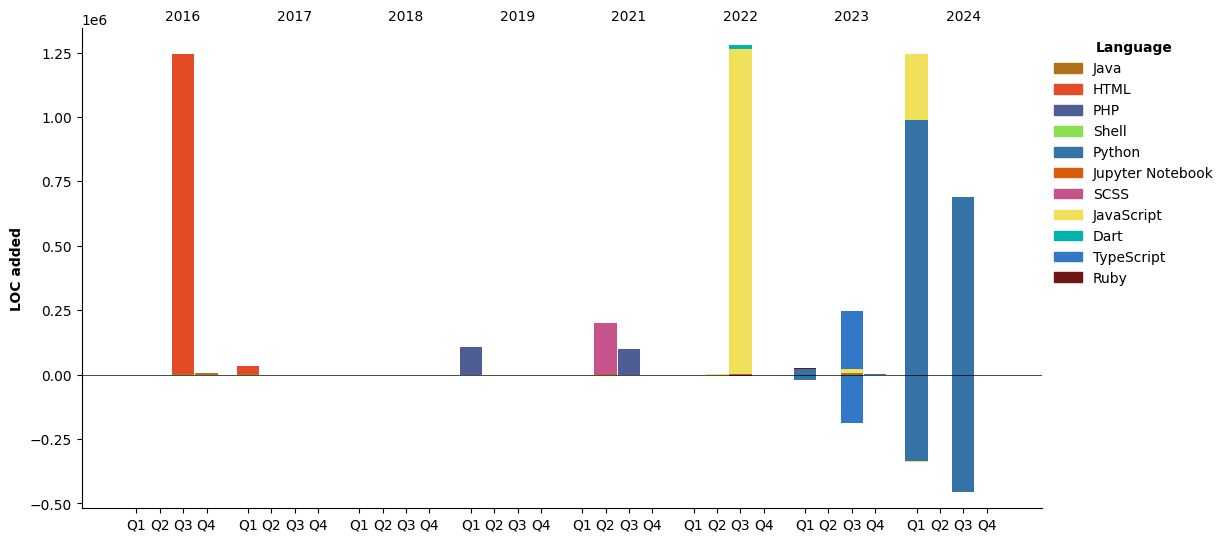 1e6
2016 2017 2018 2019 2021 2022 2023 2024
LOC added
1.25
1.00
0.75
0.50
0.25
0.00
−0.25
−0.50
Q1 Q2 Q3 Q4 Q1 Q2 Q3 Q4 Q1 Q2 Q3 Q4 Q1 Q2 Q3 Q4 Q1 Q2 Q3 Q4 Q1 Q2 Q3 Q4 Q1 Q2 Q3 Q4 Q1 Q2 Q3 Q4
Language
Java
HTML
PHP
Shell
Python
Jupyter Notebook
SCSS
JavaScript
Dart
TypeScript
Ruby